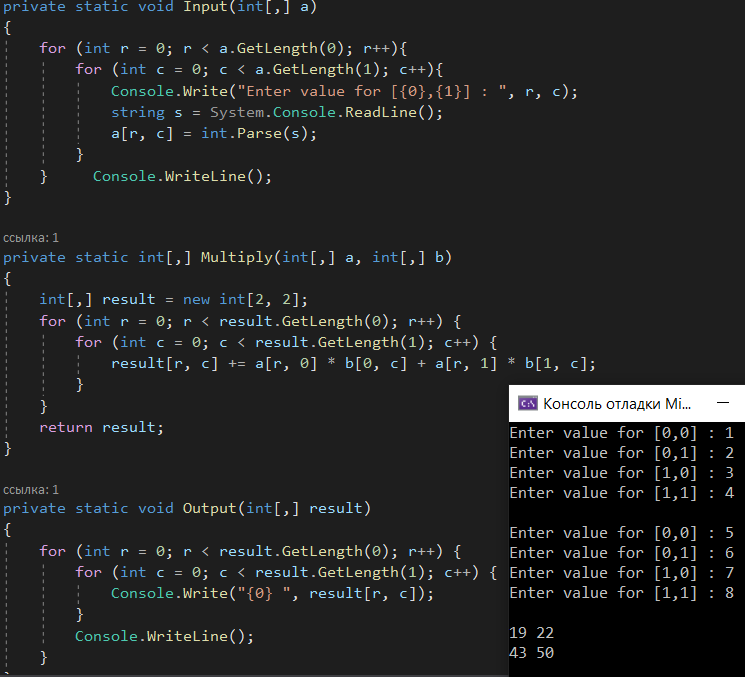 private static void Input(int[,] a)
{
    for (int r = 0; r < a.GetLength(0); r++){
        for (int c = 0; c < a.GetLength(1); c++){
            Console.Write("Enter value for [{0},{1}] : ", r, c);
            string s = System.Console.ReadLine();
            a[r, c] = int.Parse(s);
        }
    }     Console.WriteLine();
}
ссылка: 1
private static int[,] Multiply(int[,] a, int[,] b)
{
    int[,] result = new int[2, 2];
    for (int r = 0; r < result.GetLength(0); r++) {
        for (int c = 0; c < result.GetLength(1); c++) {
            result[r, c] += a[r, 0] * b[0, c] + a[r, 1] * b[1, c];
        }
    }
    return result;
}
ссылка: 1
private static void Output(int[,] result)
{
    for (int r = 0; r < result.GetLength(0); r++) {
        for (int c = 0; c < result.GetLength(1); c++) {
            Console.Write("{0} ", result[r, c]);
        }
        Console.WriteLine();
    }
C:\ Консоль отладки Mi...
Enter value for [0,0] : 1
Enter value for [0,1] : 2
Enter value for [1,0] : 3
Enter value for [1,1] : 4
Enter value for [0,0] : 5
Enter value for [0,1] : 6
Enter value for [1,0] : 7
Enter value for [1,1] : 8
19 22
43 50